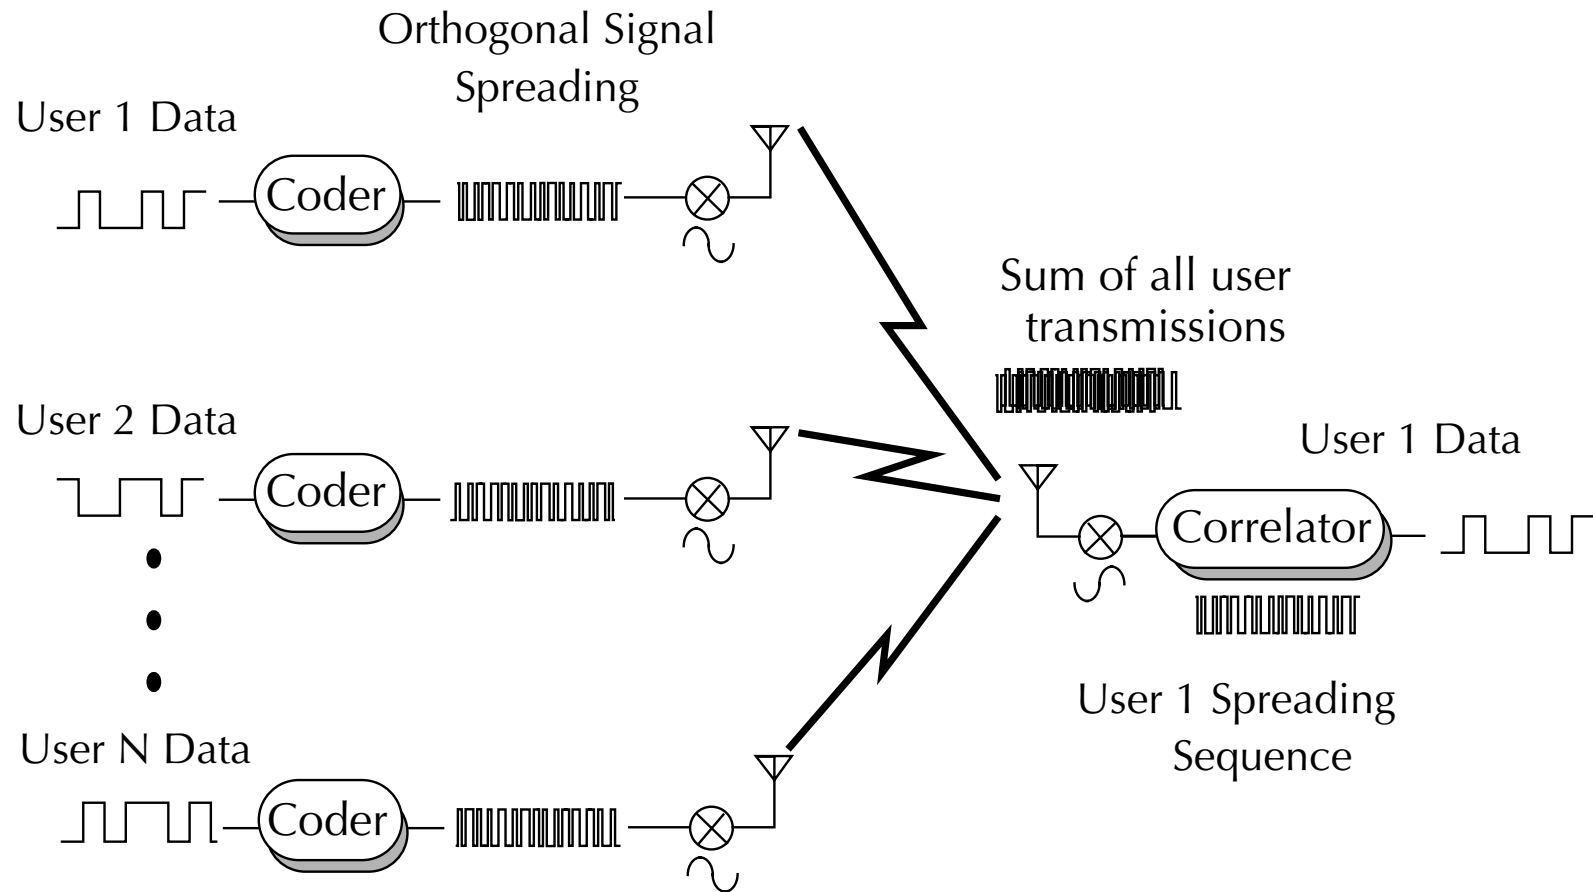 Orthogonal Signal
Spreading
User 1 Data
Coder
Sum of all user
transmissions
User 2 Data
Coder
User 1 Data
Correlator
User 1 Spreading
Sequence
User N Data
Coder